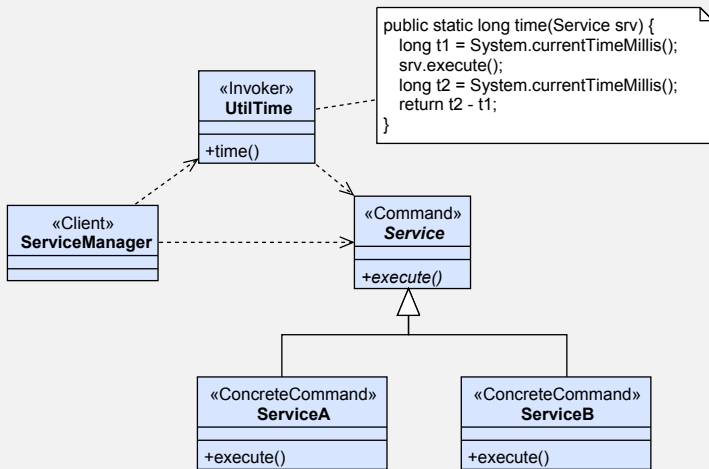 public static long time(Service srv) {
long t1 = System.currentTimeMillis();
srv.execute();
long t2 = System.currentTimeMillis();
return t2 - t1;
}
«Invoker»
UtilTime
+time()
«Client»
ServiceManager
«Command»
Service
+execute()
«ConcreteCommand»
ServiceA
+execute()
«ConcreteCommand»
ServiceB
+execute()